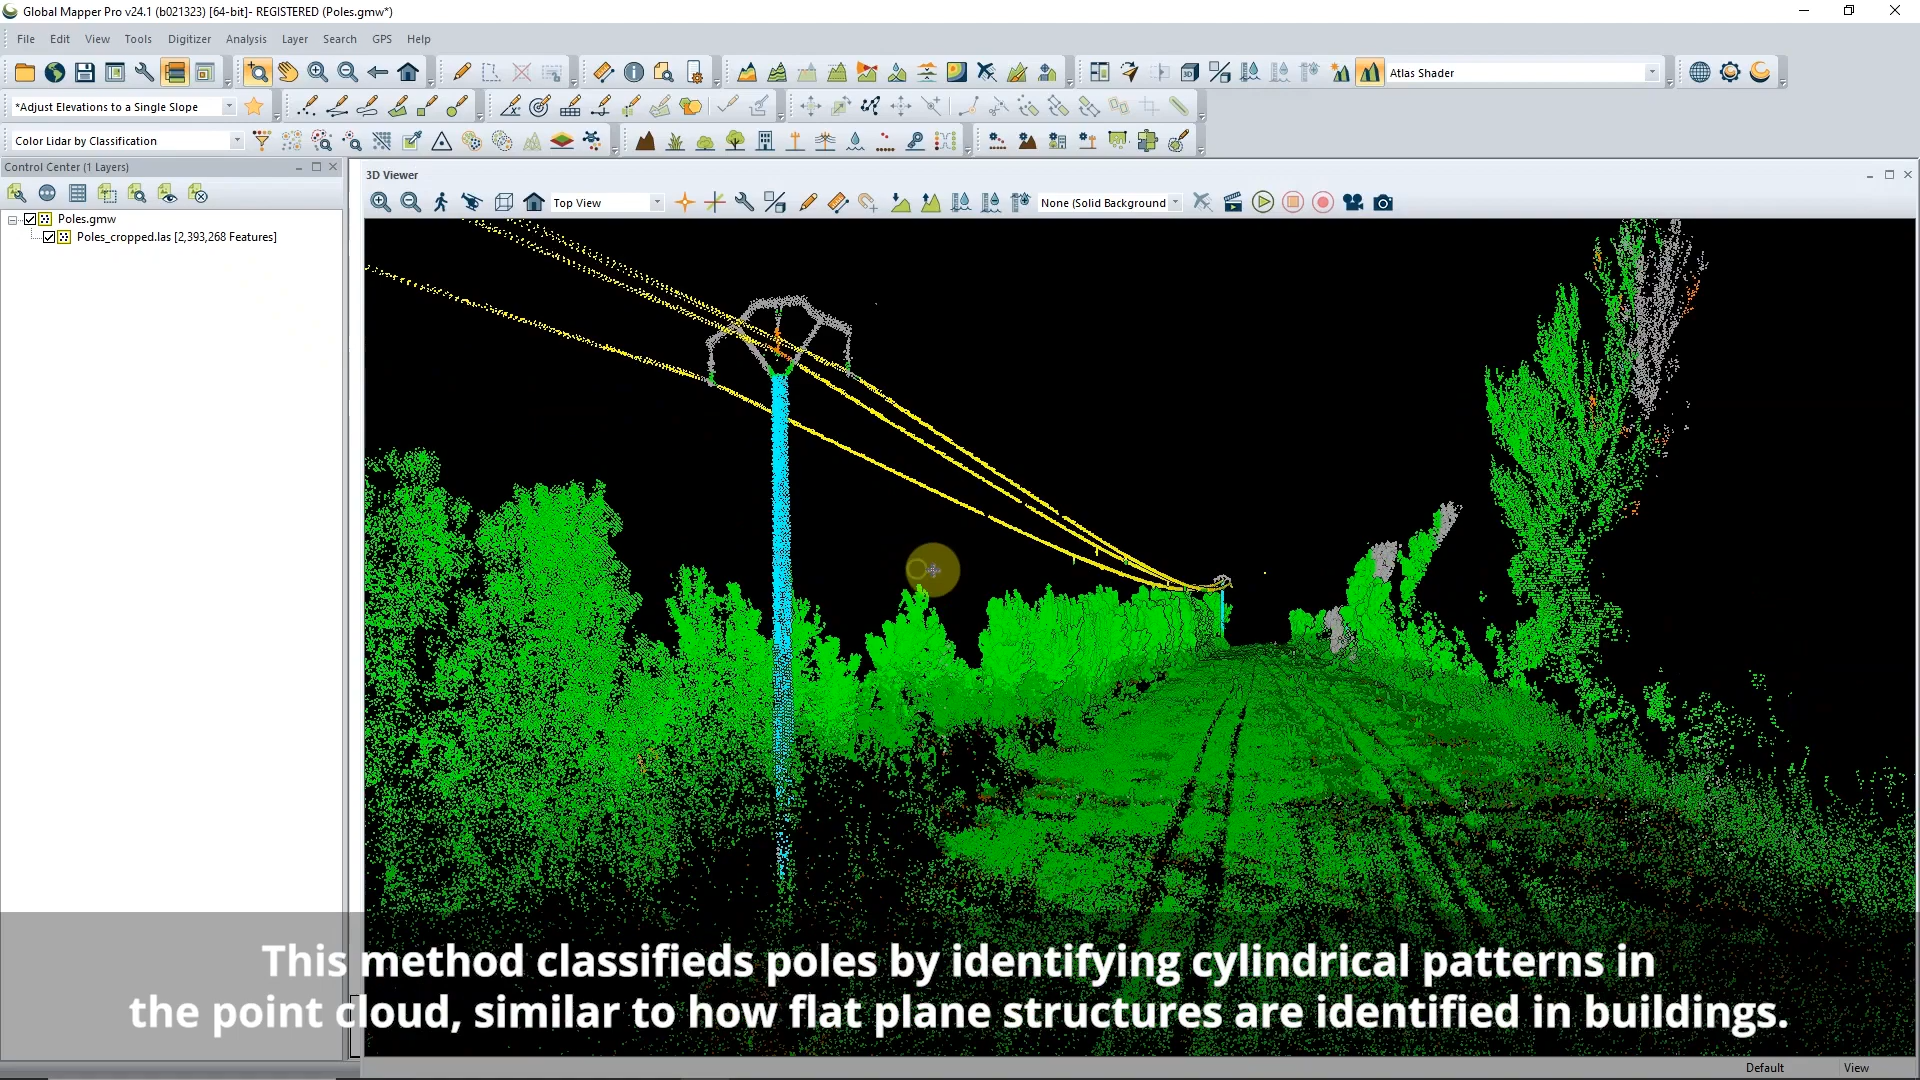 Global Mapper Pro v24.1 (b021323) [64-bit]- REGISTERED (Poles.gmw*)
File Edit View Tools Digitizer Analysis Layer Search GPS Help
Atlas Shader
*Adjust Elevations to a Single Slope
Color Lidar by Classification
Control Center (1 Layers)
Poles.gmw
Poles_cropped.las [2,393,268 Features]
3D Viewer
Top View
None (Solid Background
This method classifieds poles by identifying cylindrical patterns in
the point cloud, similar to how flat plane structures are identified in buildings.
Default View